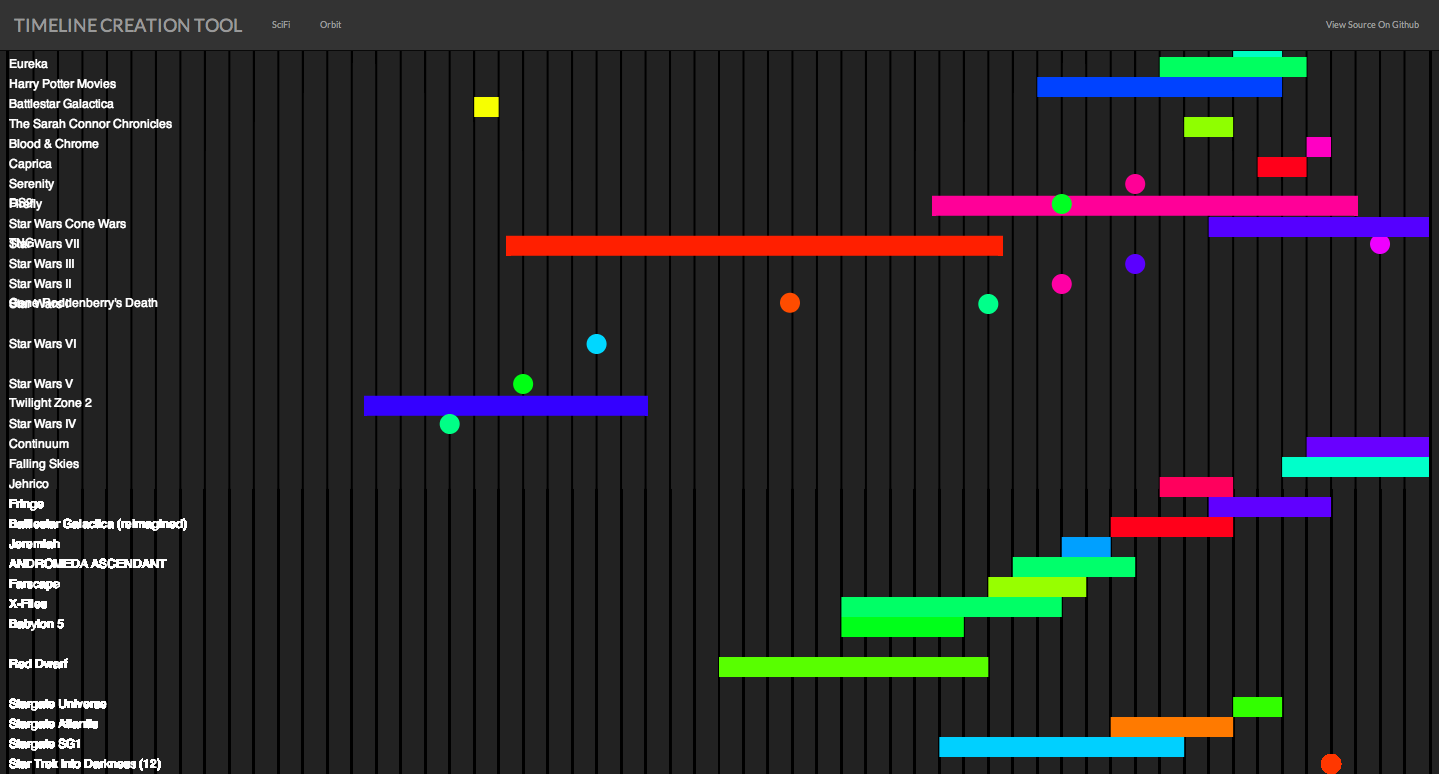 TIMELINE CREATION TOOL SciFi Orbit View Source On Github
Eureka
Harry Potter Movies
Battlestar Galactica
The Sarah Connor Chronicles
Blood & Chrome
Caprica
Serenity
Firefly
Star Wars Cone Wars
TNG Star Wars VII
Star Wars III
Star Wars II
Gene Roddenberry's Death
Star Wars VI
Star Wars V
Twilight Zone 2
Star Wars IV
Continuum
Falling Skies
Jehrico
Fringe
Battlestar Galactica (reimagined)
Jeremiah
ANDROMEDA ASCENDANT
Farscape
X-Files
Babylon 5
Red Dwarf
Stargate Universe
Stargate Atlantis
Stargate SG1
Star Trek Into Darkness (12)